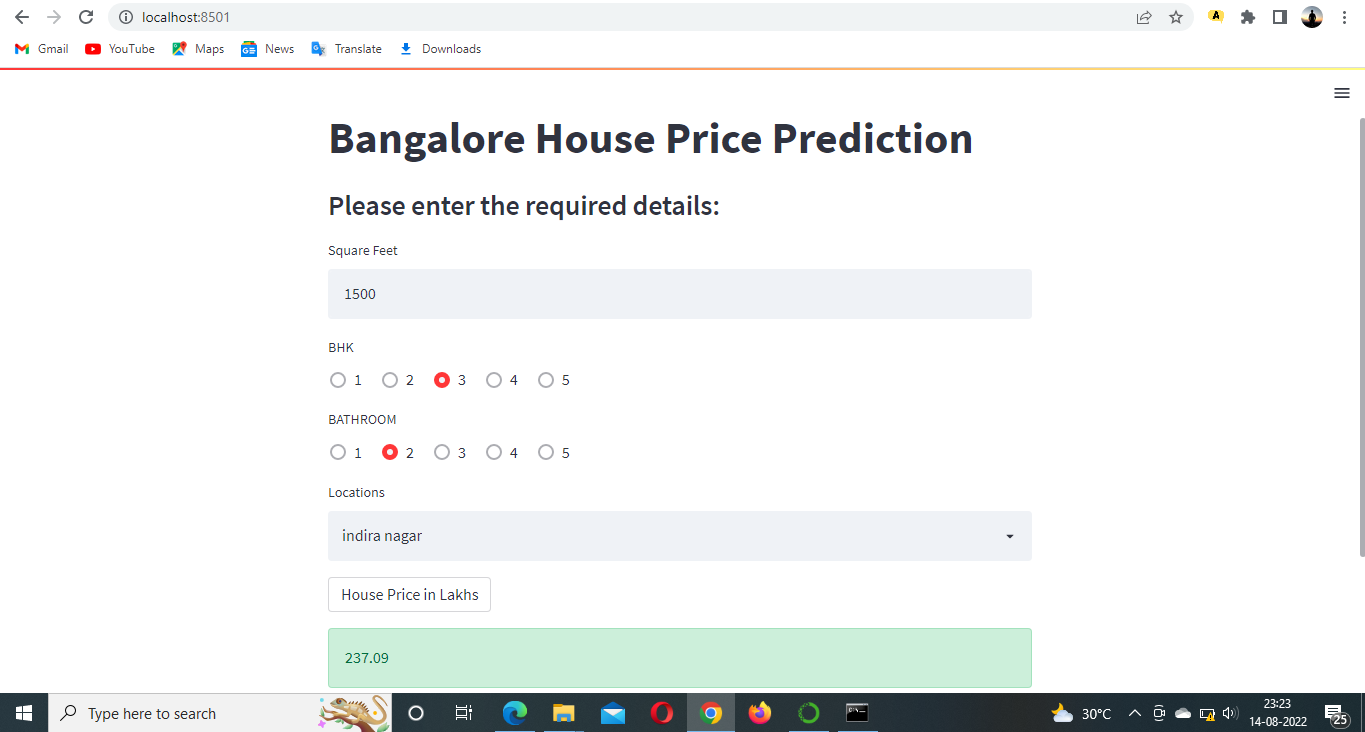 localhost:8501
A
Gmail YouTube Maps News Translate Downloads
Bangalore House Price Prediction
Please enter the required details:
Square Feet
1500
BHK
1 2 3 4 5
BATHROOM
1 2 3 4 5
Locations
indira nagar
House Price in Lakhs
237.09
Type here to search
30°C
23:23
14-08-2022
25